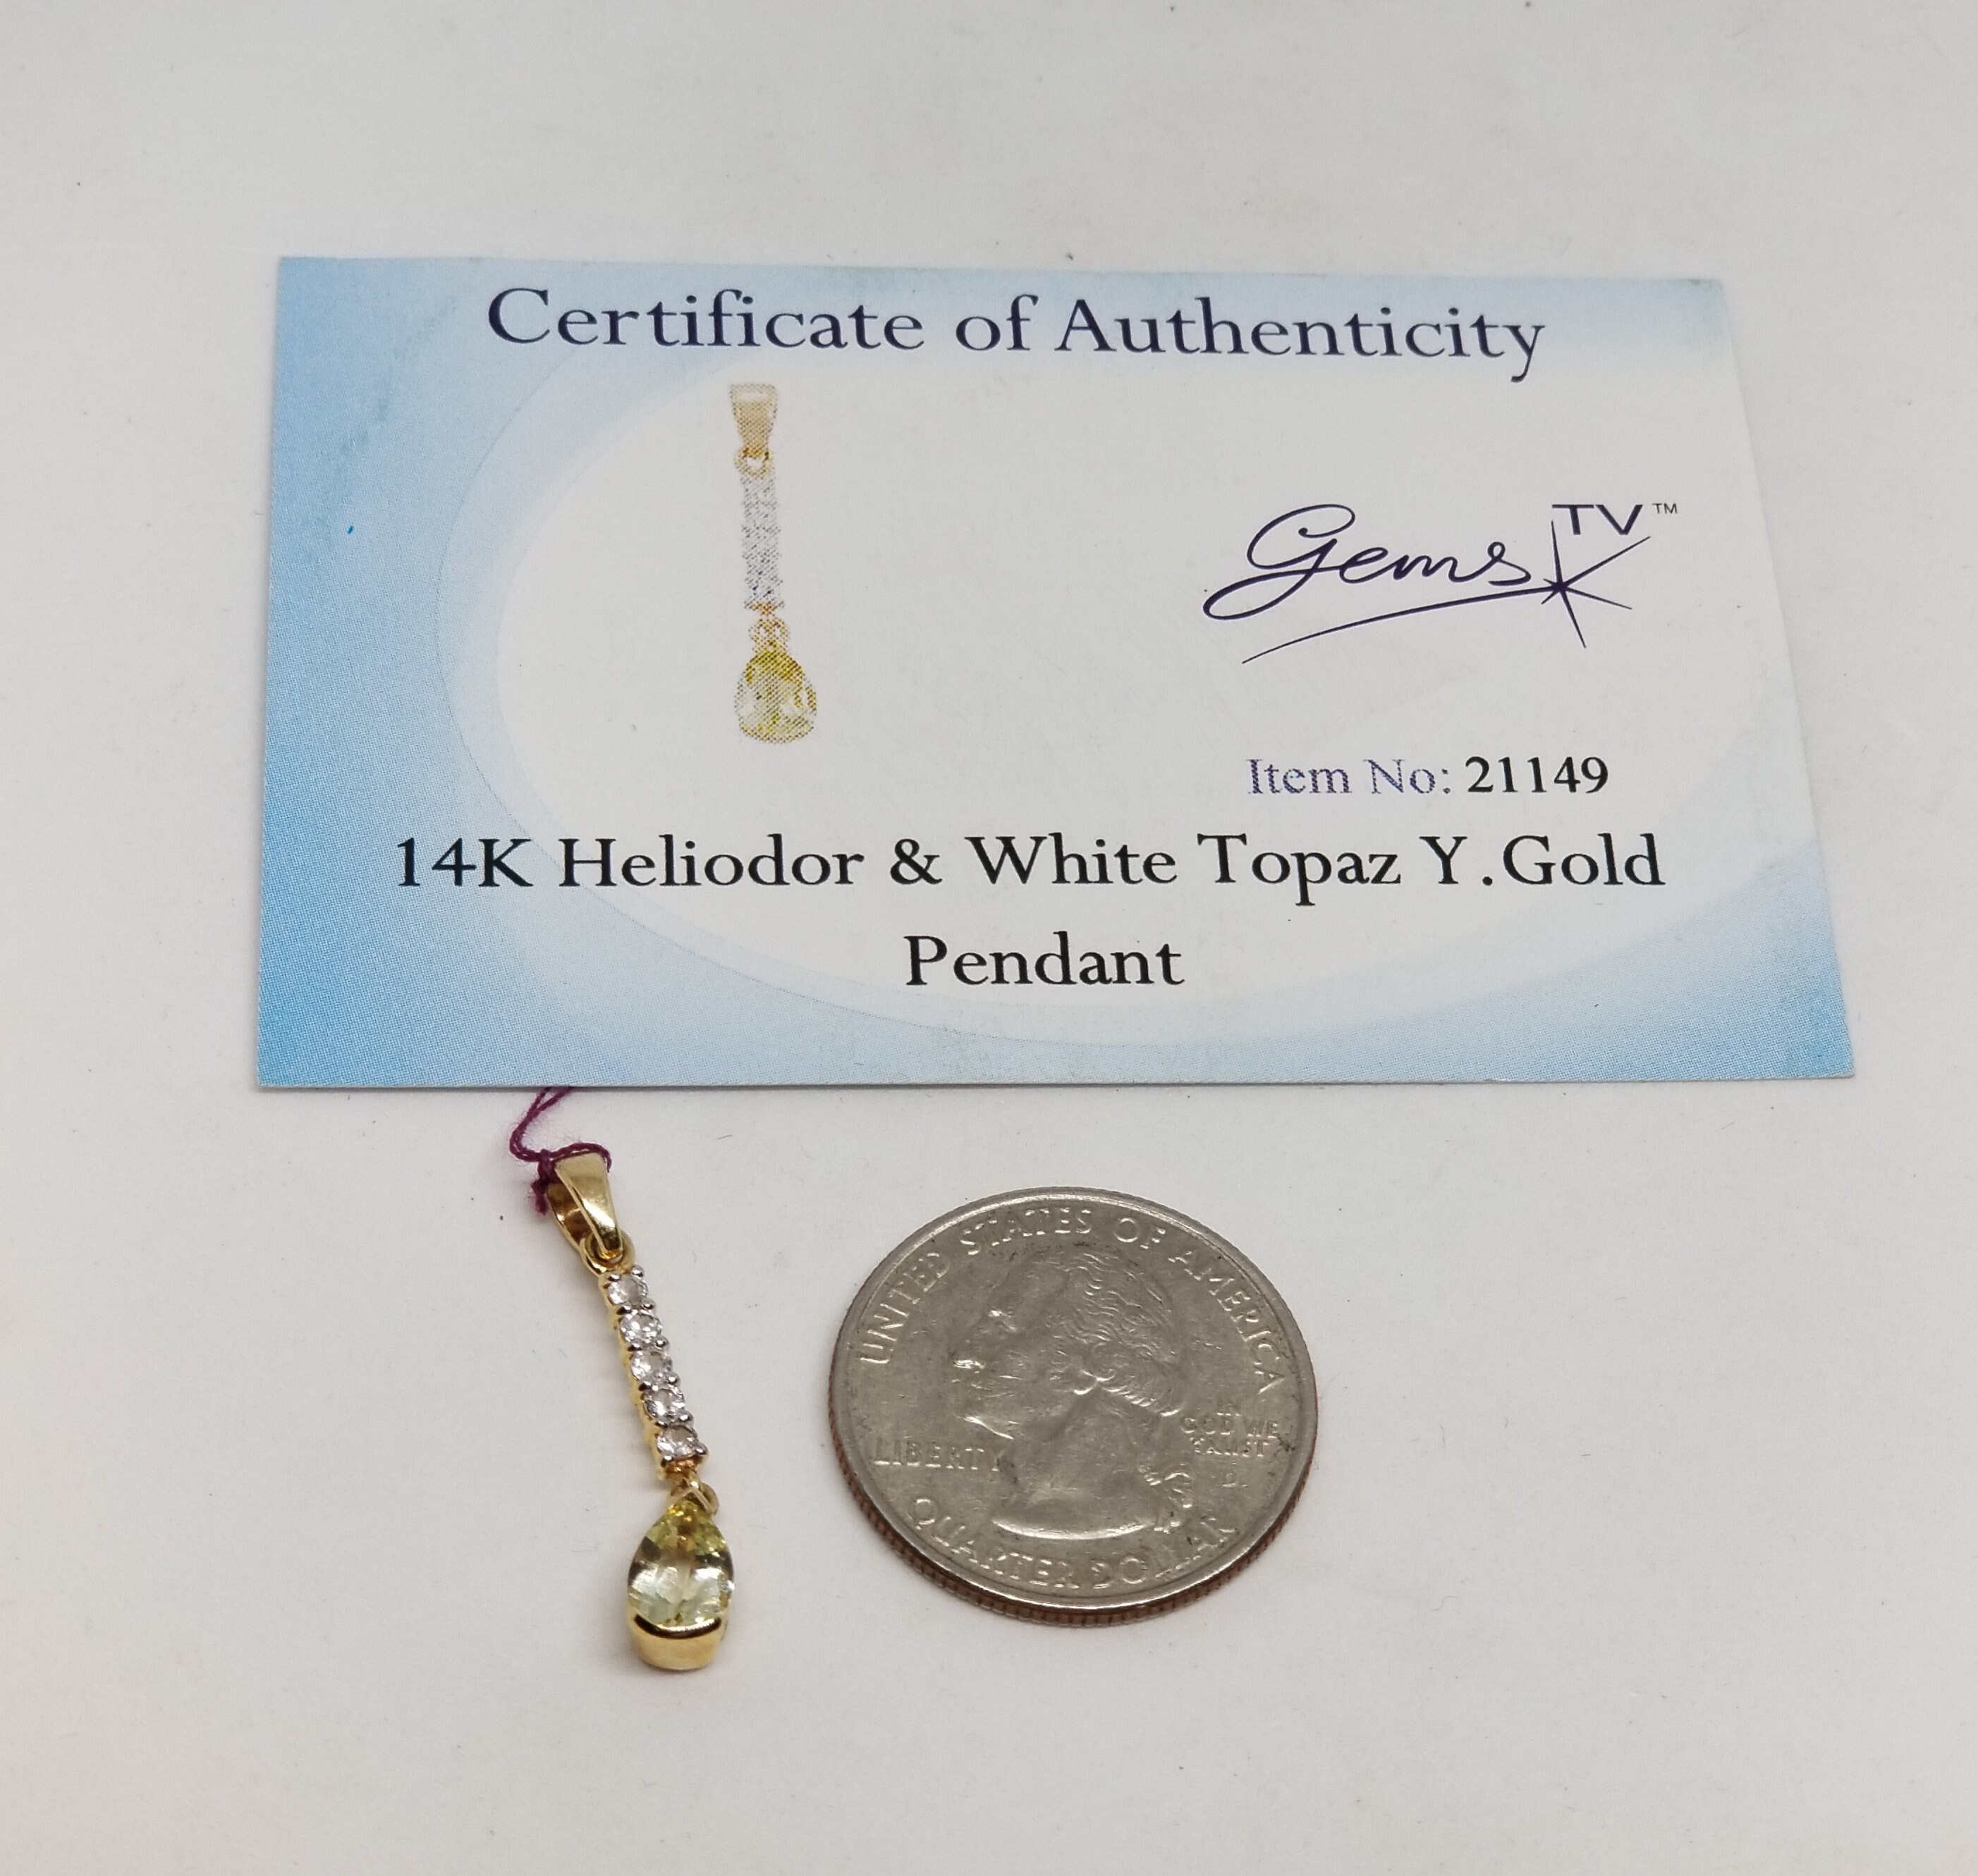 Certificate of Authenticity
Gems TV™
Item No: 21149
14K Heliodor & White Topaz Y.Gold
Pendant
UNITED STATES OF AMERICA
LIBERTY
IN
GOD WE
TRUST
QUARTER DOLLAR